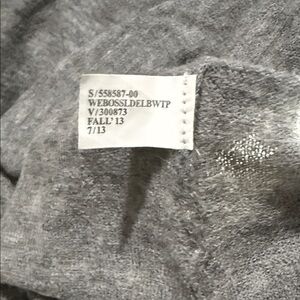 S/558587-00
WEBOSSLDELBWTP
V/300873
FALL' 13
7/13